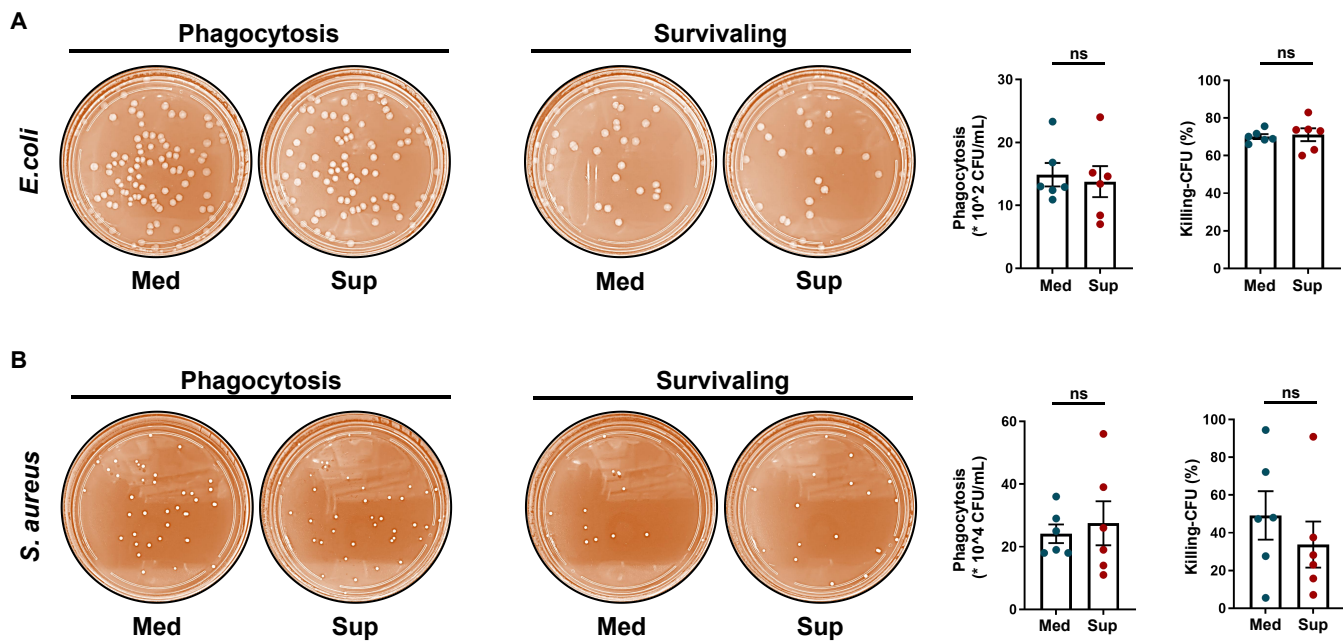 A
Phagocytosis
Survivaling
E.coli
Med
Sup
Med
Sup
ns
Phagocytosis
(* 10^2 CFU/mL)
30
20
10
0
Med
Sup
ns
Killing-CFU (%)
100
80
60
40
20
0
Med
Sup
B
Phagocytosis
Survivaling
S. aureus
Med
Sup
Med
Sup
ns
Phagocytosis
(* 10^4 CFU/mL)
60
40
20
0
Med
Sup
ns
Killing-CFU (%)
100
80
60
40
20
0
Med
Sup